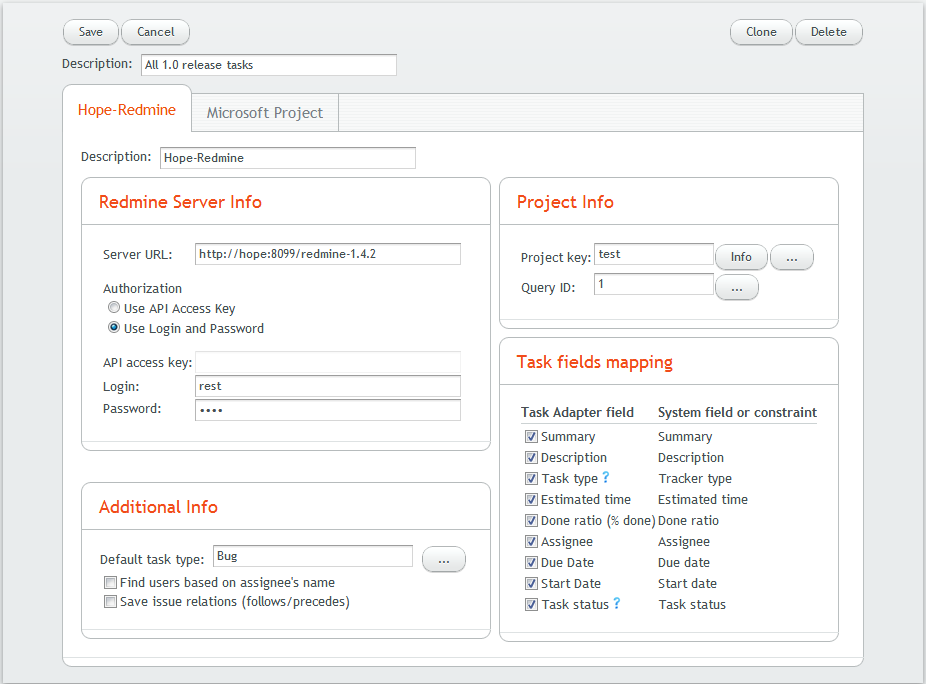 Save Cancel Clone Delete
Description: All 1.0 release tasks
Hope-Redmine Microsoft Project
Description: Hope-Redmine
Redmine Server Info
Server URL: http://hope:8099/redmine-1.4.2
Authorization
Use API Access Key
Use Login and Password
API access key:
Login: rest
Password: ••••
Additional Info
Default task type: Bug ...
Find users based on assignee's name
Save issue relations (follows/precedes)
Project Info
Project key: test Info ...
Query ID: 1 ...
Task fields mapping
Task Adapter field System field or constraint
Summary Summary
Description Description
Task type ? Tracker type
Estimated time Estimated time
Done ratio (% done) Done ratio
Assignee Assignee
Due Date Due date
Start Date Start date
Task status ? Task status